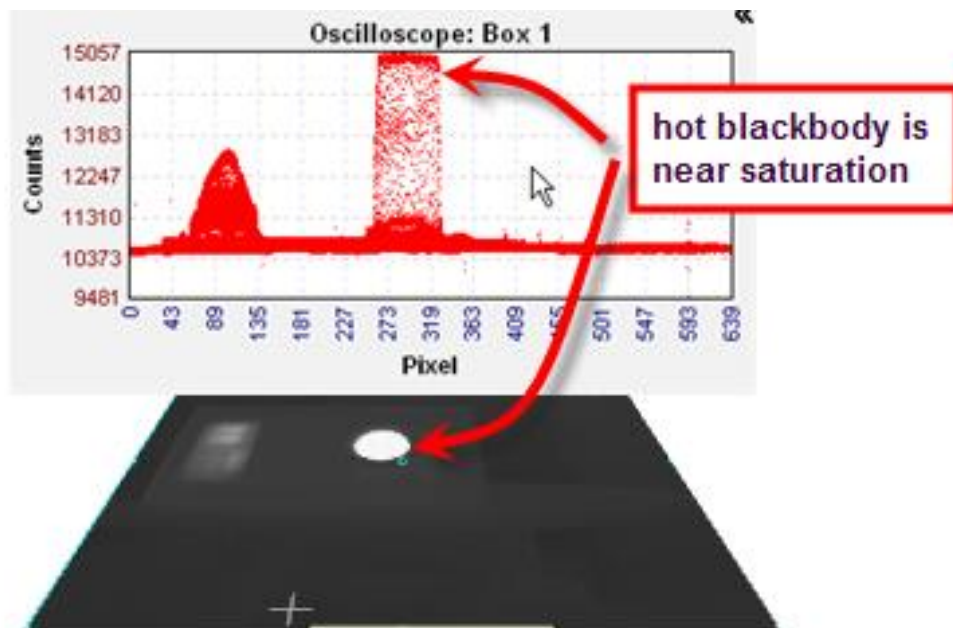 «
Oscilloscope: Box 1
15057
14120
13183
12247
11310
10373
9481
Counts
0 43 89 135 181 227 273 319 363 409 455 501 547 593 639
Pixel
hot blackbody is
near saturation